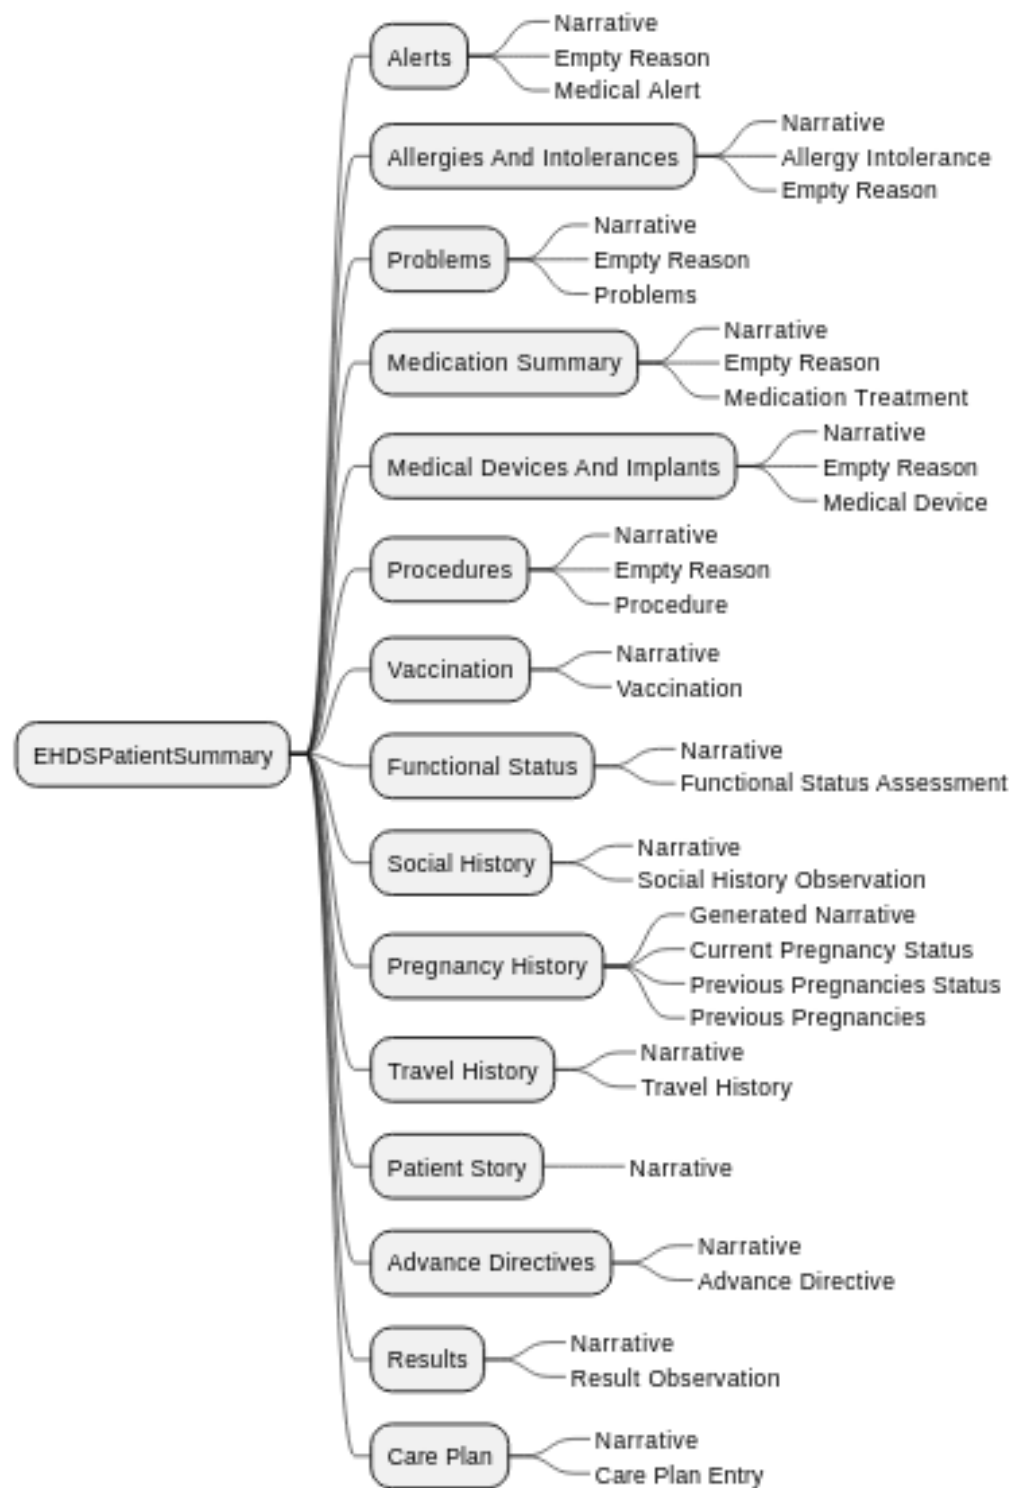 EHDSPatientSummary
Alerts
Narrative
Empty Reason
Medical Alert
Allergies And Intolerances
Narrative
Allergy Intolerance
Empty Reason
Problems
Narrative
Empty Reason
Problems
Medication Summary
Narrative
Empty Reason
Medication Treatment
Medical Devices And Implants
Narrative
Empty Reason
Medical Device
Procedures
Narrative
Empty Reason
Procedure
Vaccination
Narrative
Vaccination
Functional Status
Narrative
Functional Status Assessment
Social History
Narrative
Social History Observation
Pregnancy History
Generated Narrative
Current Pregnancy Status
Previous Pregnancies Status
Previous Pregnancies
Travel History
Narrative
Travel History
Patient Story
Narrative
Advance Directives
Narrative
Advance Directive
Results
Narrative
Result Observation
Care Plan
Narrative
Care Plan Entry